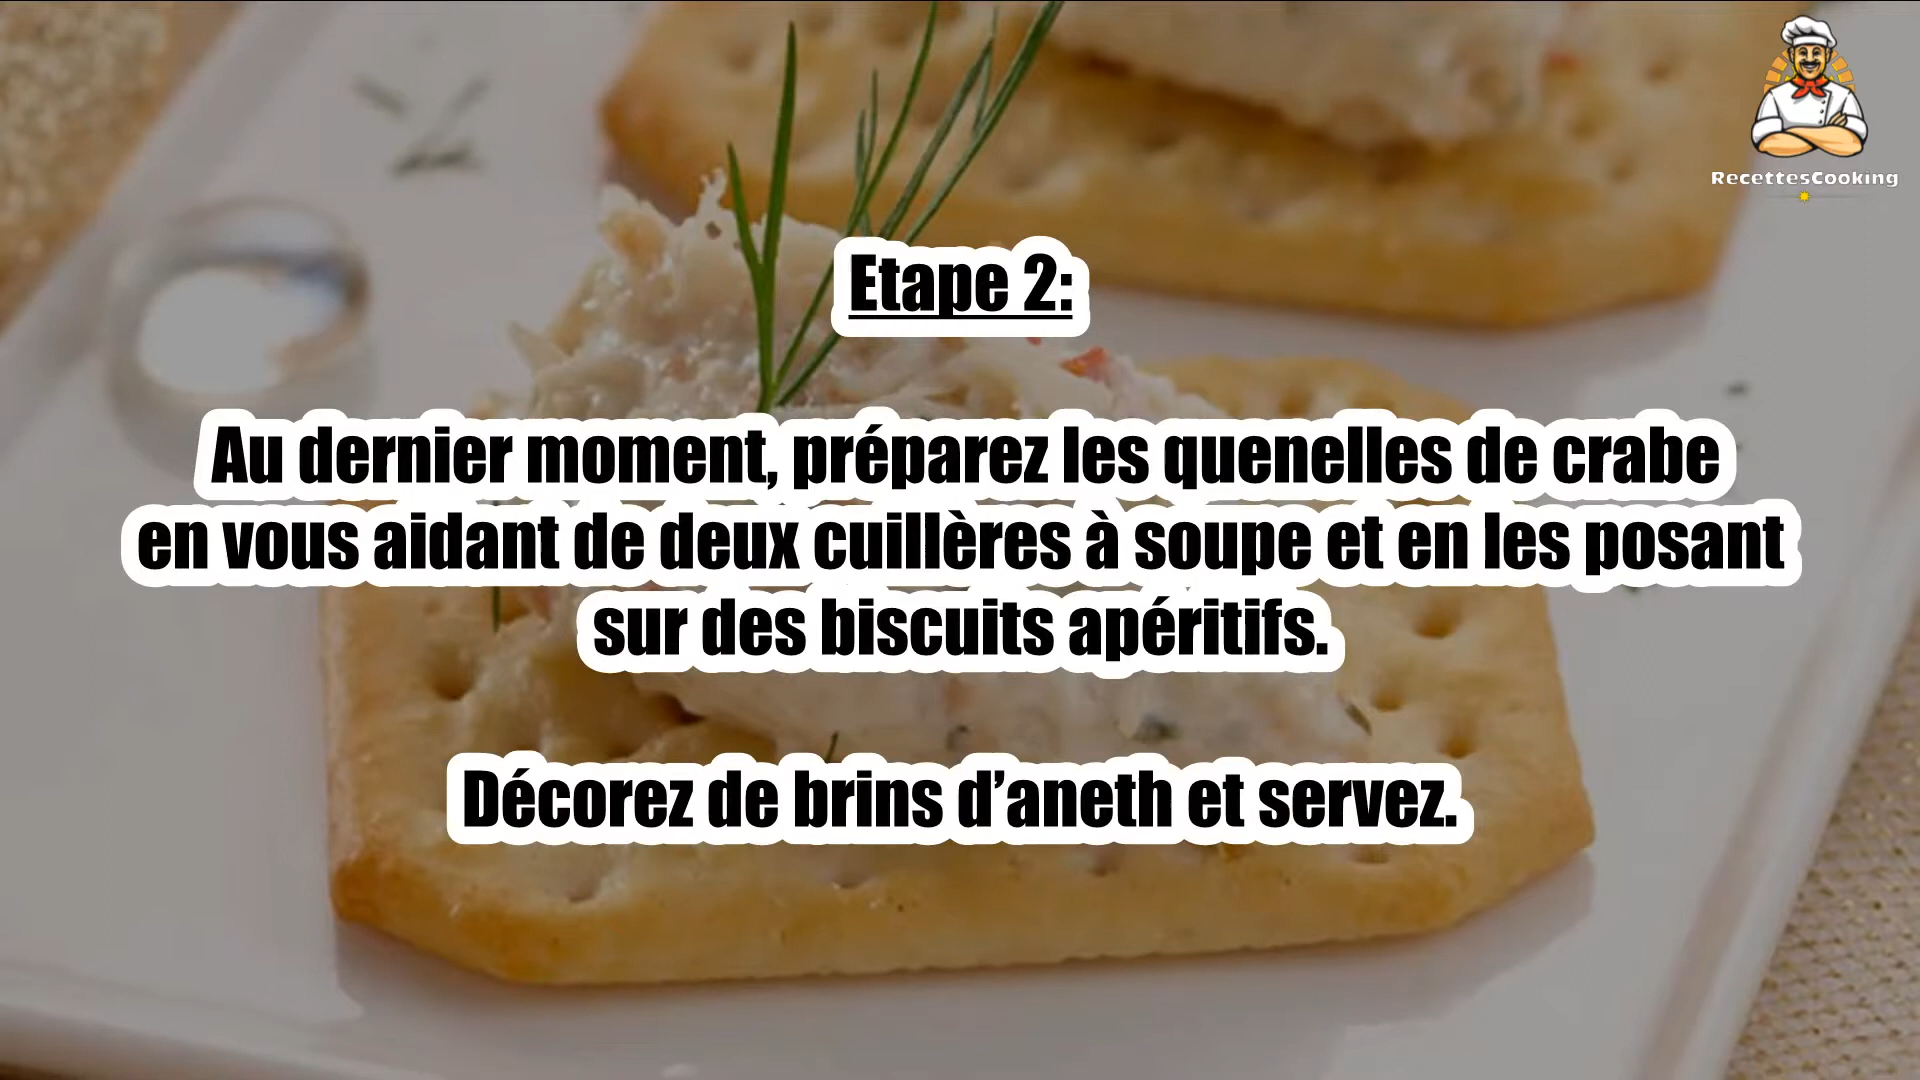 RecettesCooking
Etape 2:
Au dernier moment, préparez les quenelles de crabe
en vous aidant de deux cuillères à soupe et en les posant
sur des biscuits apéritifs.
Décorez de brins d’aneth et servez.